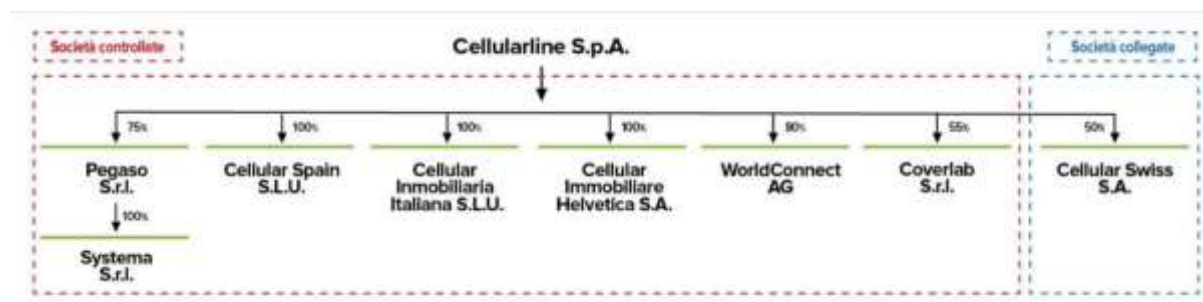 Società controllate
Cellularline S.p.A.
Società collegate
75%
100%
100%
100%
90%
55%
50%
Pegaso
S.r.l.
Cellular Spain
S.L.U.
Cellular
Inmobiliaria
Italiana S.L.U.
Cellular
Immobiliare
Helvetica S.A.
WorldConnect
AG
Coverlab
S.r.l.
Cellular Swiss
S.A.
100%
Systema
S.r.l.